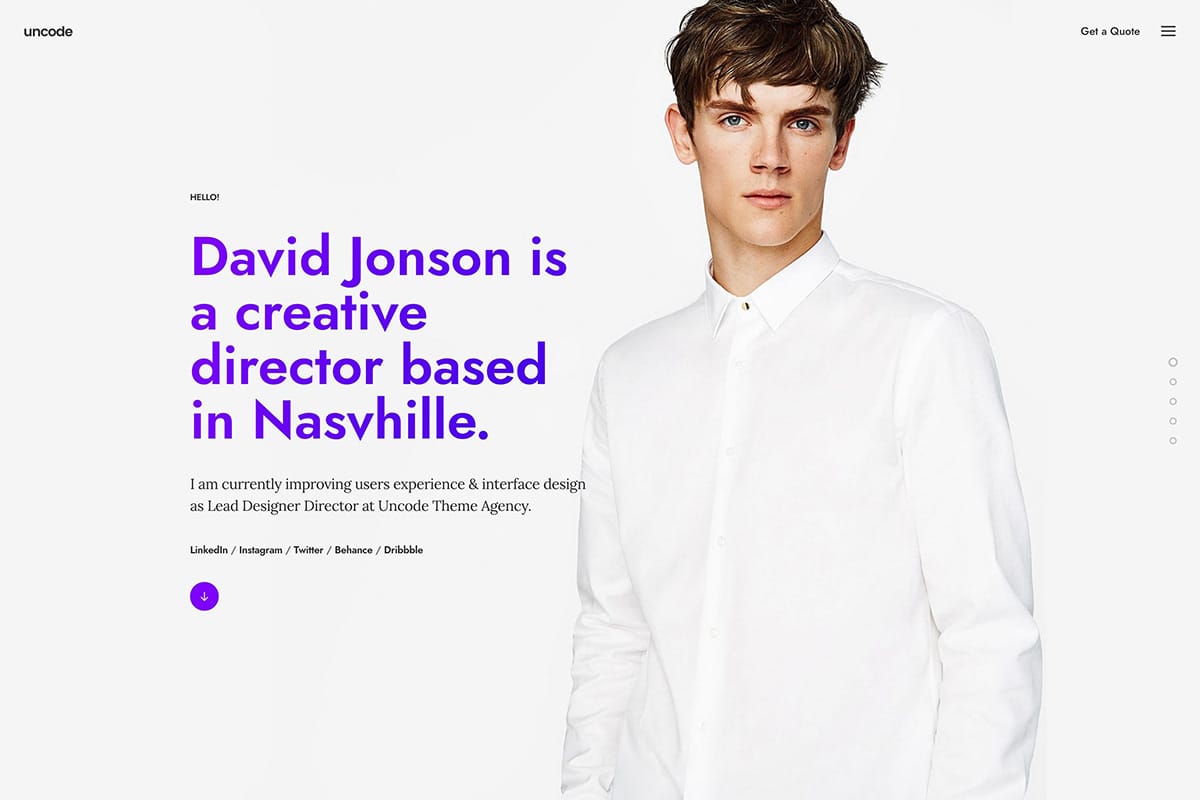 uncode
Get a Quote
HELLO!
David Jonson is
a creative
director based
in Nasvhille.
I am currently improving users experience & interface design
as Lead Designer Director at Uncode Theme Agency.
LinkedIn / Instagram / Twitter / Behance / Dribbble